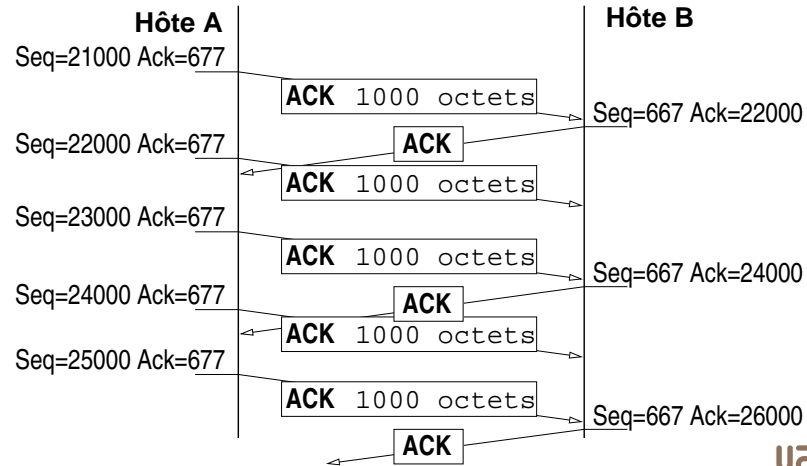 Hôte A
Hôte B
Seq=21000 Ack=677
ACK 1000 octets
Seq=667 Ack=22000
ACK
Seq=22000 Ack=677
ACK 1000 octets
Seq=23000 Ack=677
ACK 1000 octets
Seq=667 Ack=24000
ACK
Seq=24000 Ack=677
ACK 1000 octets
Seq=25000 Ack=677
ACK 1000 octets
Seq=667 Ack=26000
ACK